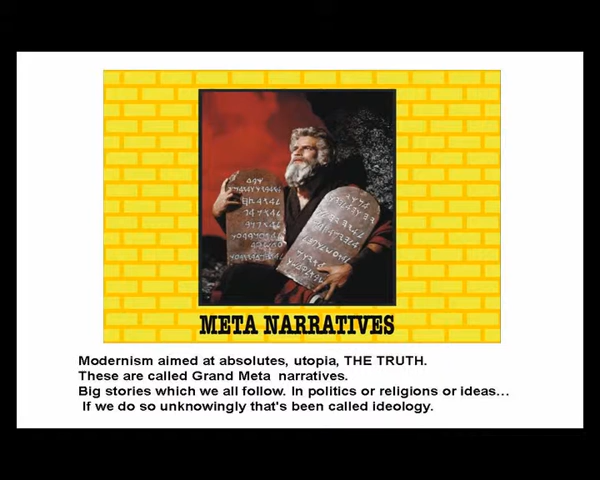 META NARRATIVES
Modernism aimed at absolutes, utopia, THE TRUTH.
These are called Grand Meta  narratives.
Big stories which we all follow. In politics or religions or ideas...
If we do so unknowingly that's been called ideology.